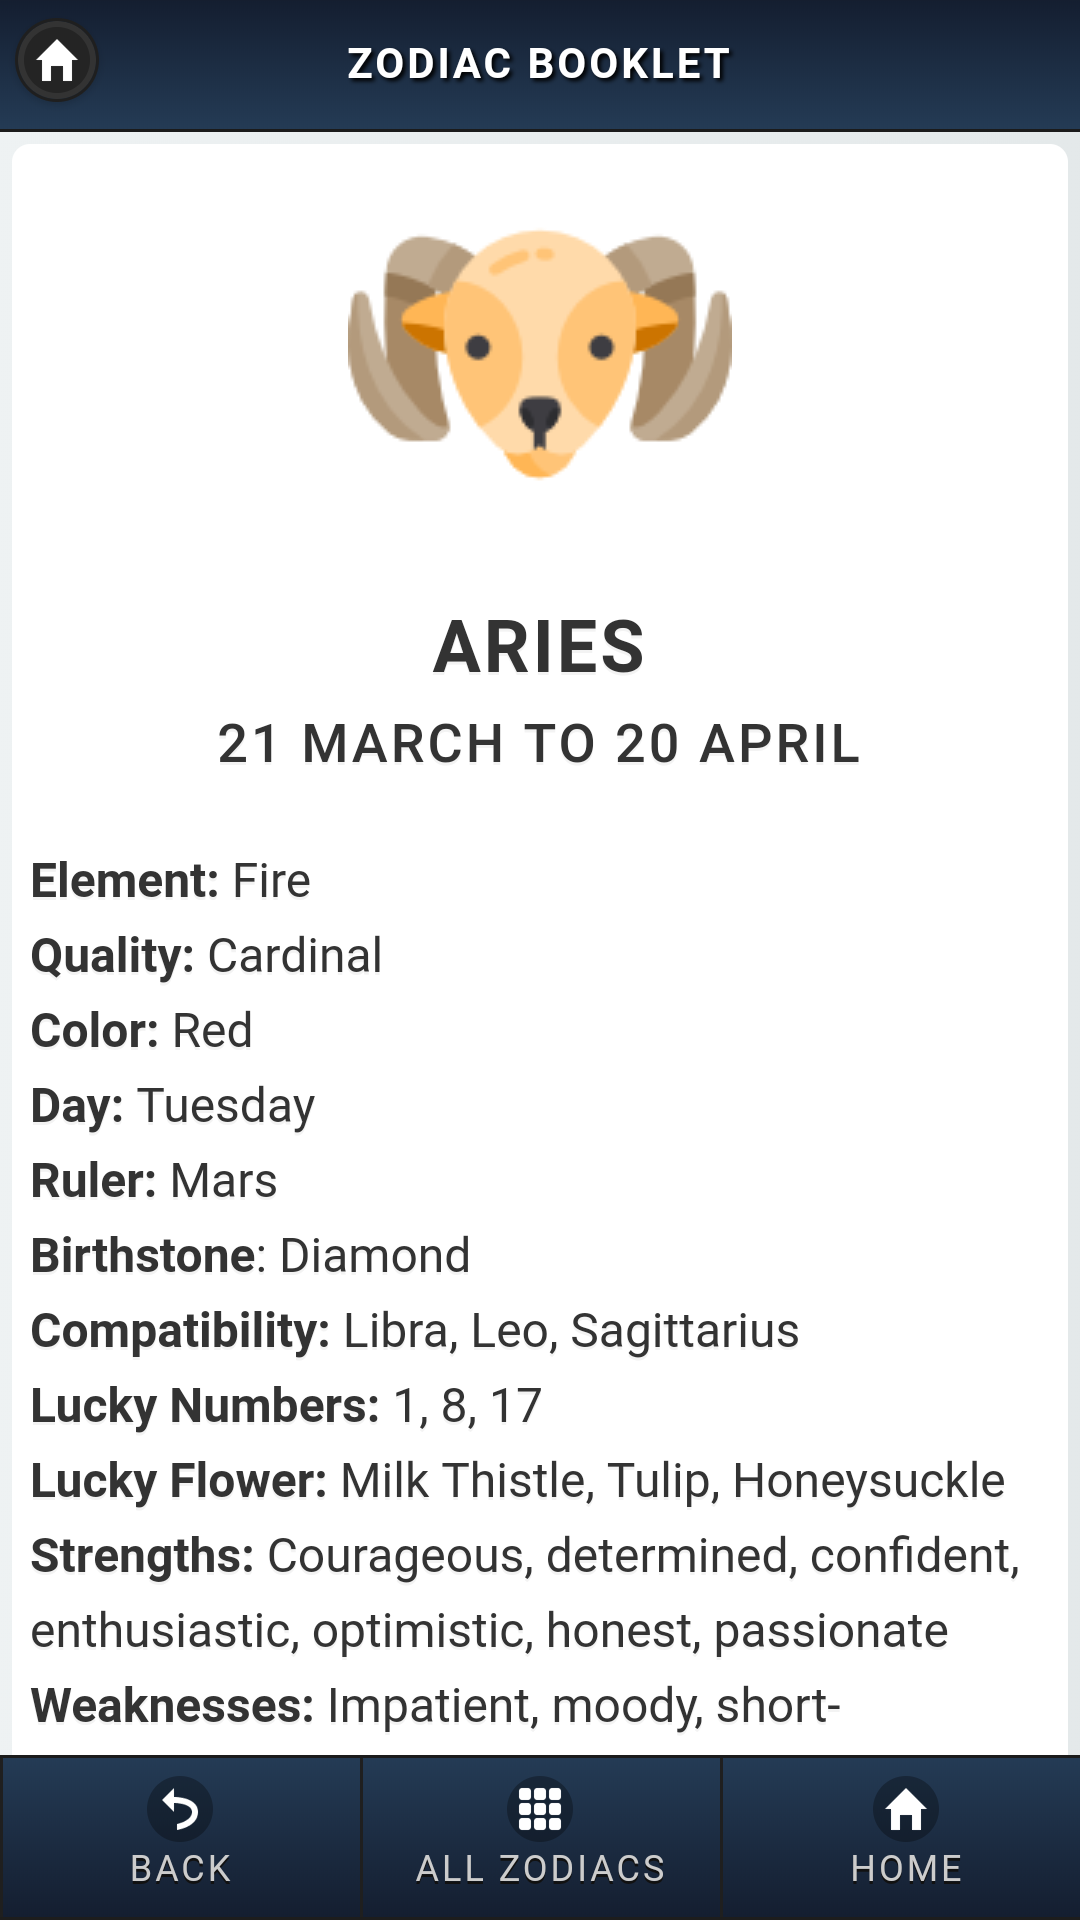 ZODIAC BOOKLET
ARIES
21 MARCH TO 20 APRIL
Element: Fire
Quality: Cardinal
Color: Red
Day: Tuesday
Ruler: Mars
Birthstone: Diamond
Compatibility: Libra, Leo, Sagittarius
Lucky Numbers: 1, 8, 17
Lucky Flower: Milk Thistle, Tulip, Honeysuckle
Strengths: Courageous, determined, confident,
enthusiastic, optimistic, honest, passionate
Weaknesses: Impatient, moody, short-
BACK
ALL ZODIACS
HOME